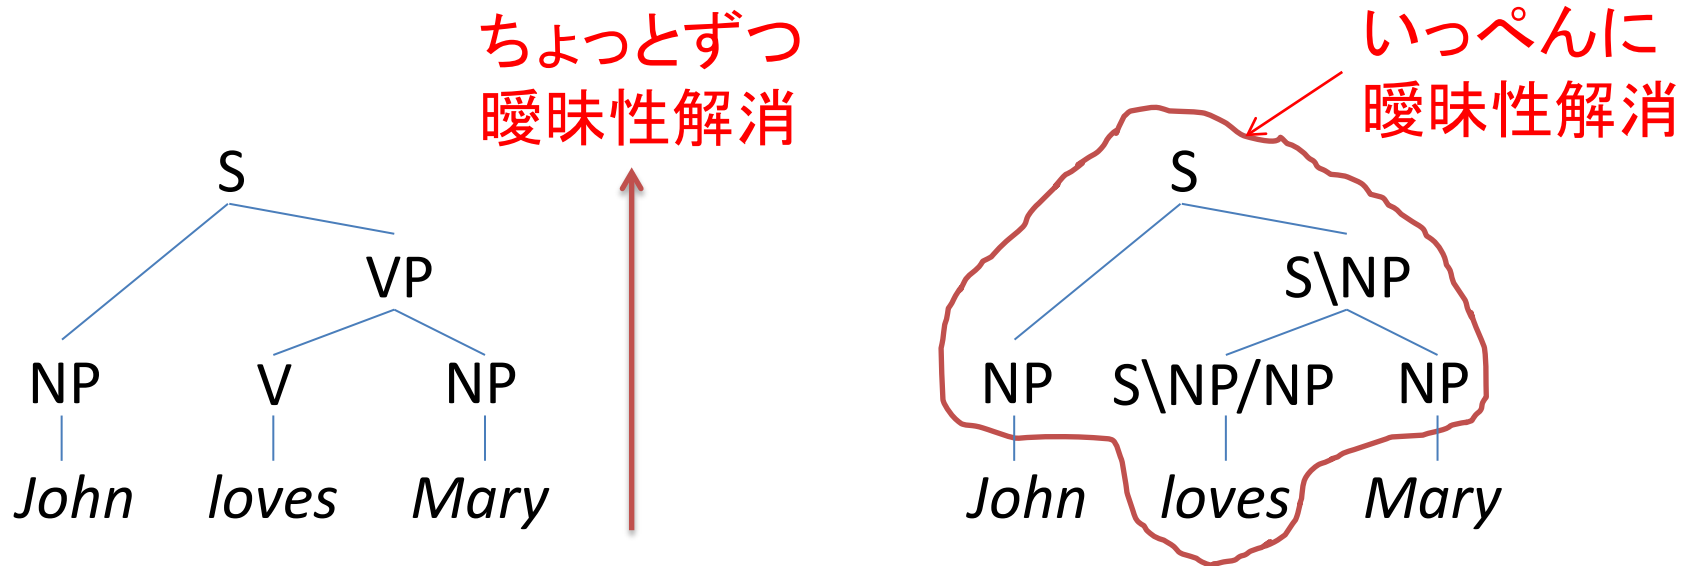 ちょっとずつ
曖昧性解消
S
VP
NP V NP
John loves Mary
いっぺんに
曖昧性解消
S
S\NP
NP S\NP/NP NP
John loves Mary